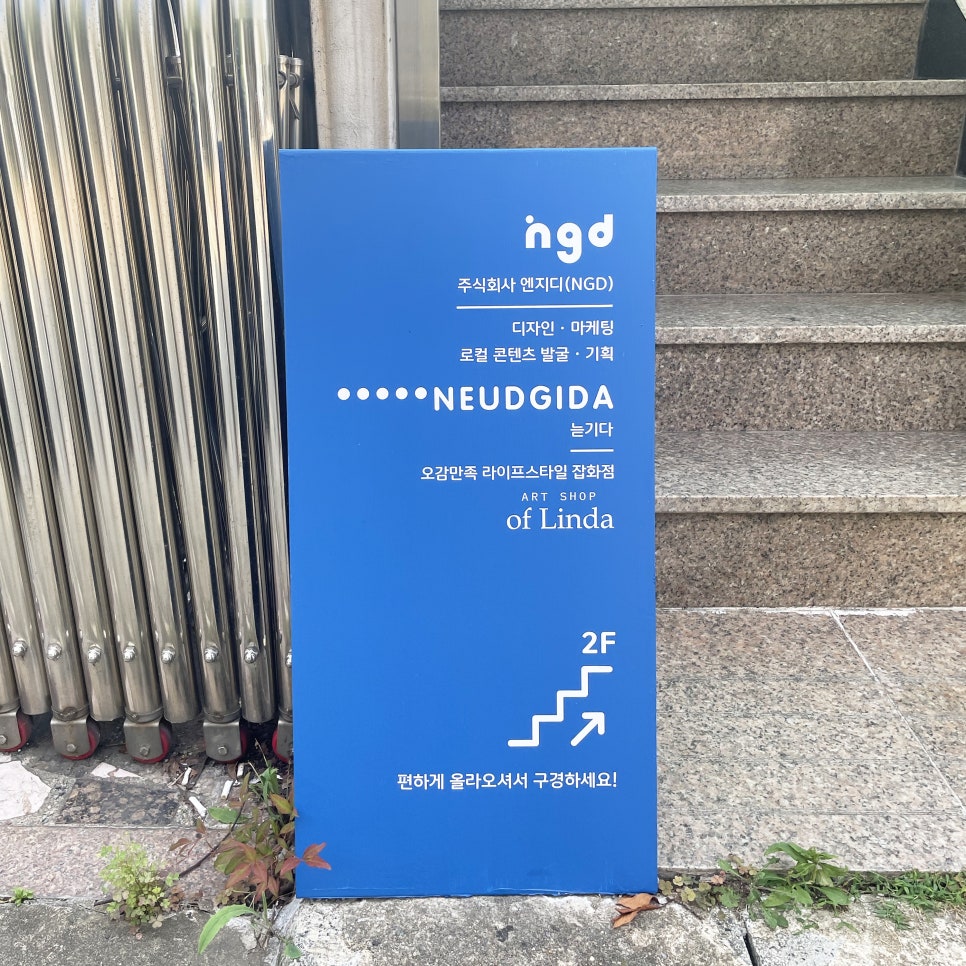 ngd
주식회사 엔지디(NGD)
디자인 · 마케팅
로컬 콘텐츠 발굴 · 기획
•••••NEUDGIDA
늗기다
오감만족 라이프스타일 잡화점
ART SHOP
of Linda
2F
편하게 올라오셔서 구경하세요!